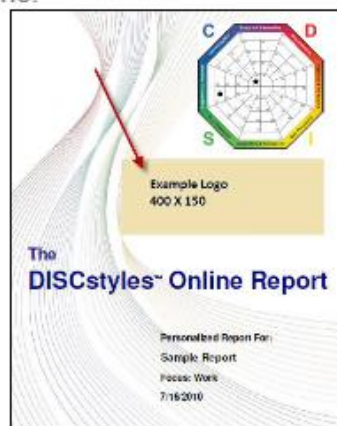 C D
S I
Example Logo
400 X 150
The
DISCstyles™ Online Report
Personalized Report For:
Sample Report
Focus: Work
7/16/2010